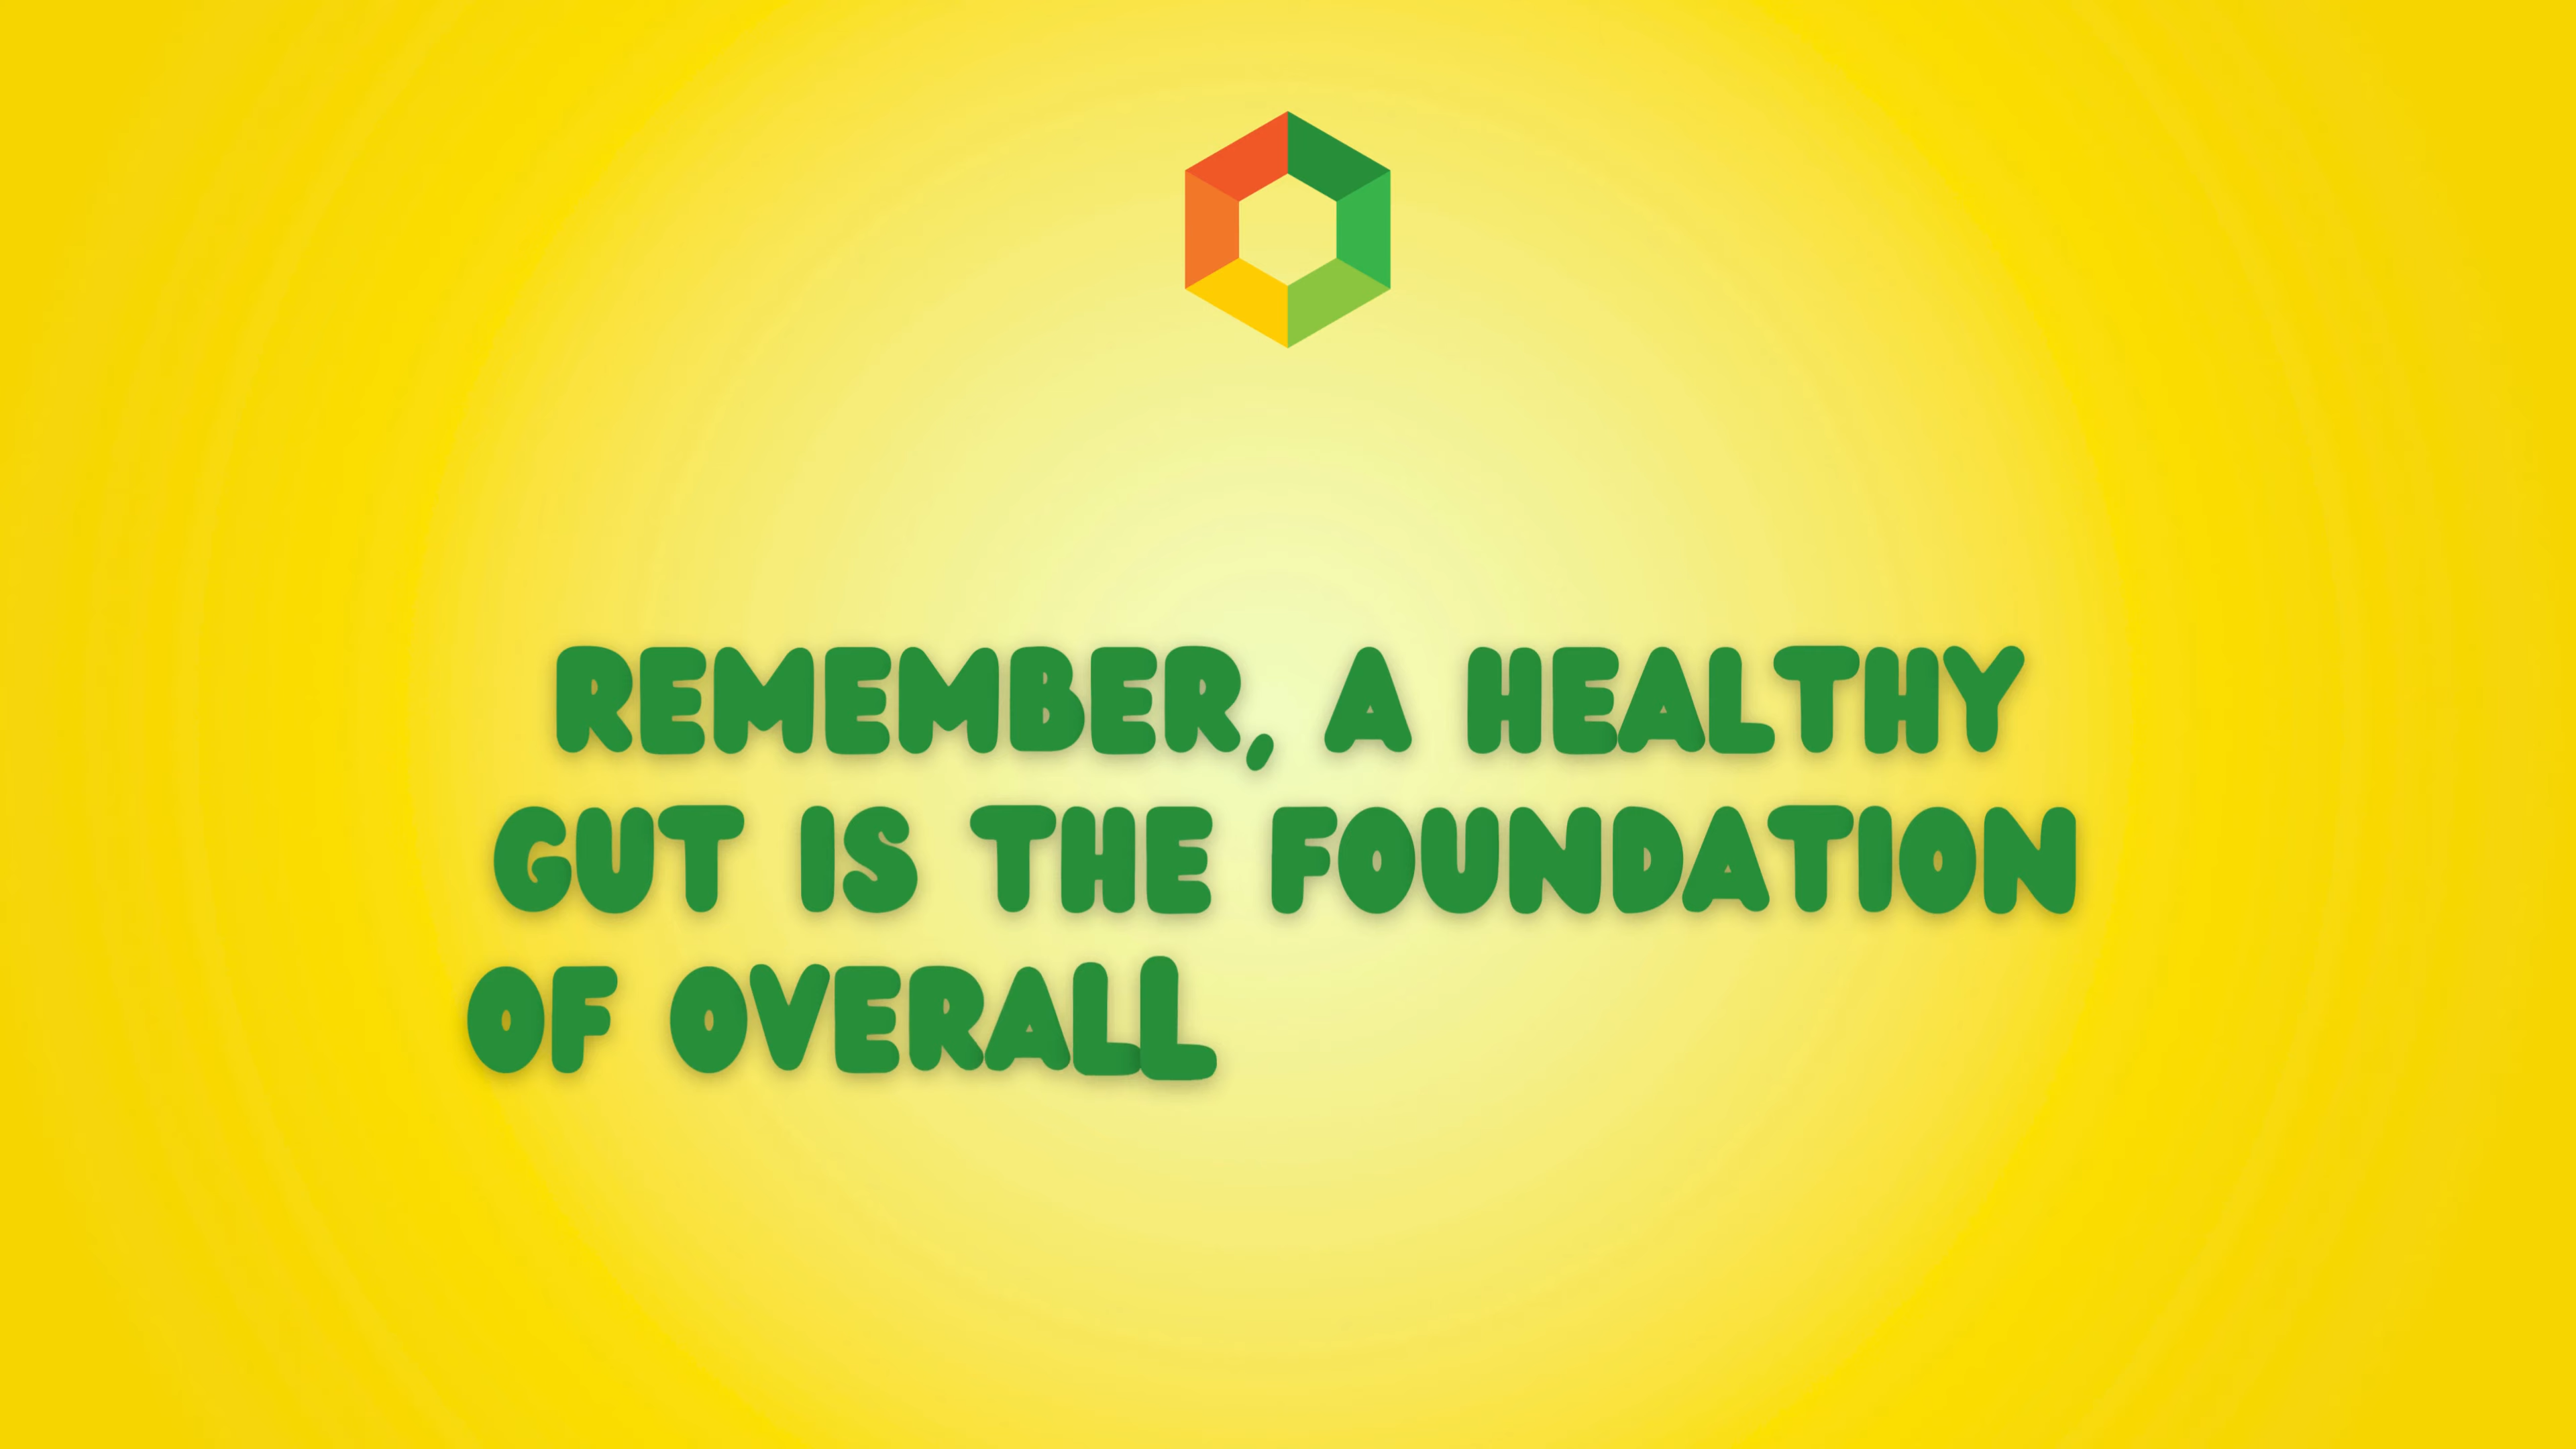 REMEMBER, A HEALTHY
GUT IS THE FOUNDATION
OF OVERALL